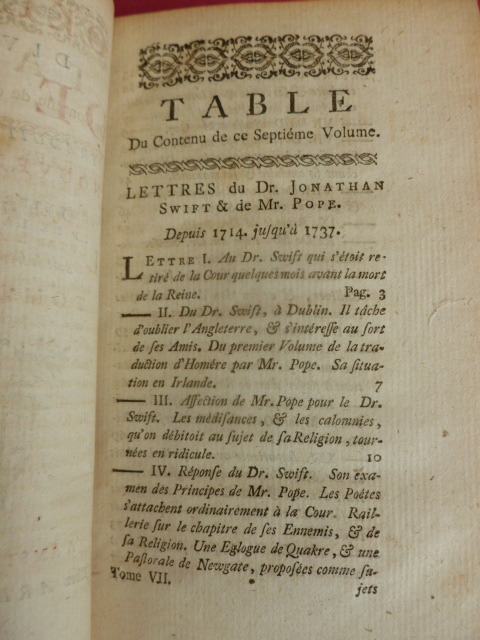 TABLE
Du Contenu de ce Septiéme Volume.
LETTRES du Dr. JONATHAN
SWIFT & de Mr. POPE.
Depuis 1714. jusqu'à 1737.
LETTRE I. Au Dr. Swift qui s'étoit re-
tiré de la Cour quelques mois avant la mort
de la Reine. Pag. 3
—— II. Du Dr. Swift, à Dublin. Il tâche
d'oublier l'Angleterre, & s'intéresse au sort
de ses Amis. Du premier Volume de la tra-
duction d'Homére par Mr. Pope. Sa situa-
tion en Irlande. 7
—— III. Affection de Mr. Pope pour le Dr.
Swift. Les médisances, & les calomnies,
qu'on débitoit au sujet de sa Religion, tour-
nées en ridicule. 10
—— IV. Réponse du Dr. Swift. Son exa-
men des Principes de Mr. Pope. Les Poëtes
s'attachent ordinairement à la Cour. Rail-
lerie sur le chapitre de ses Ennemis, & de
sa Religion. Une Eglogue de Quakre, & une
Pastorale de Newgate, proposées comme su-
Tome VII. * jets